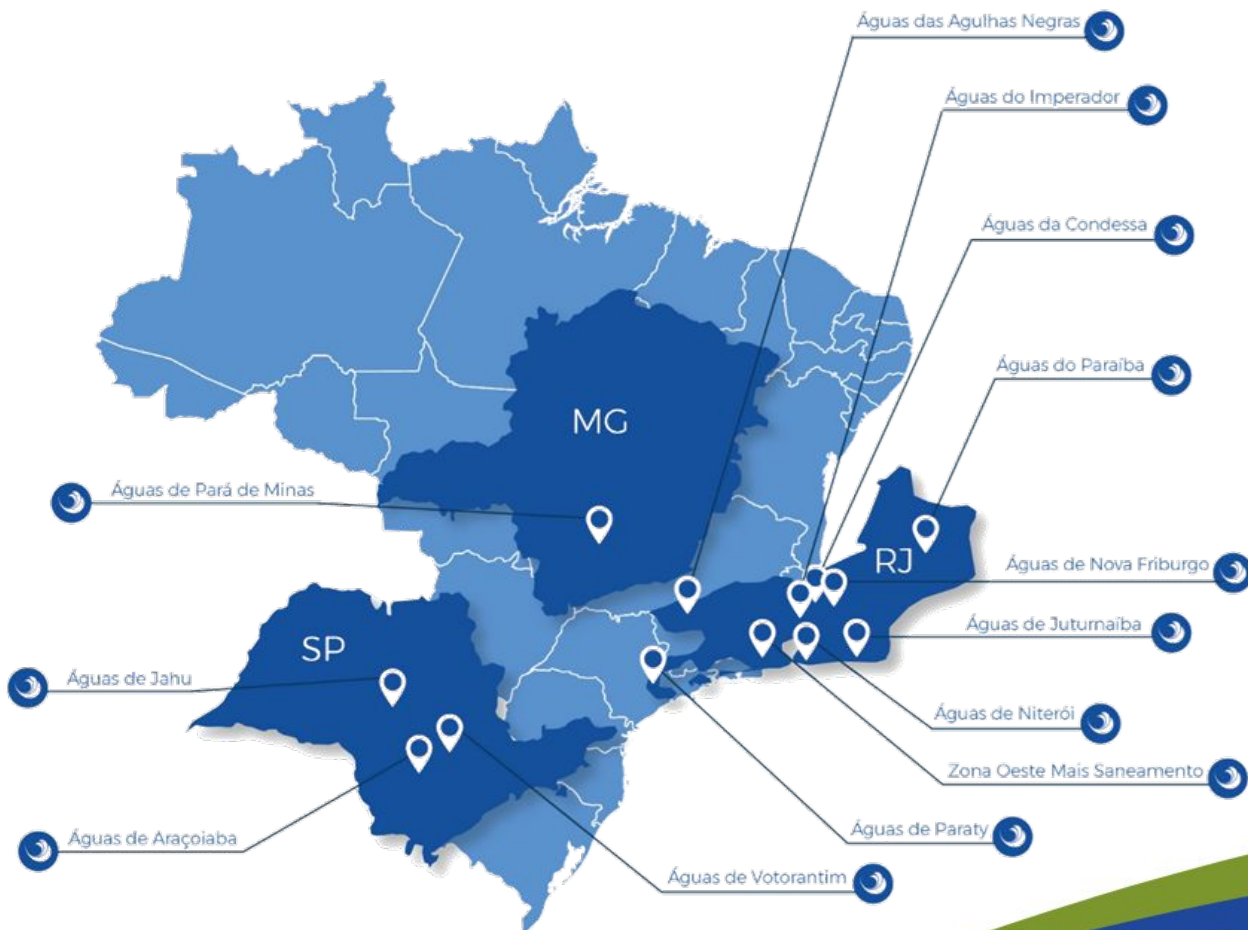 Águas das Agulhas Negras
Águas do Imperador
Águas da Condessa
Águas do Paraíba
MG
Águas de Pará de Minas
RJ
Águas de Nova Friburgo
Águas de Juturnaíba
SP
Águas de Jahu
Águas de Niterói
Zona Oeste Mais Saneamento
Águas de Araçoiaba
Águas de Paraty
Águas de Votorantim